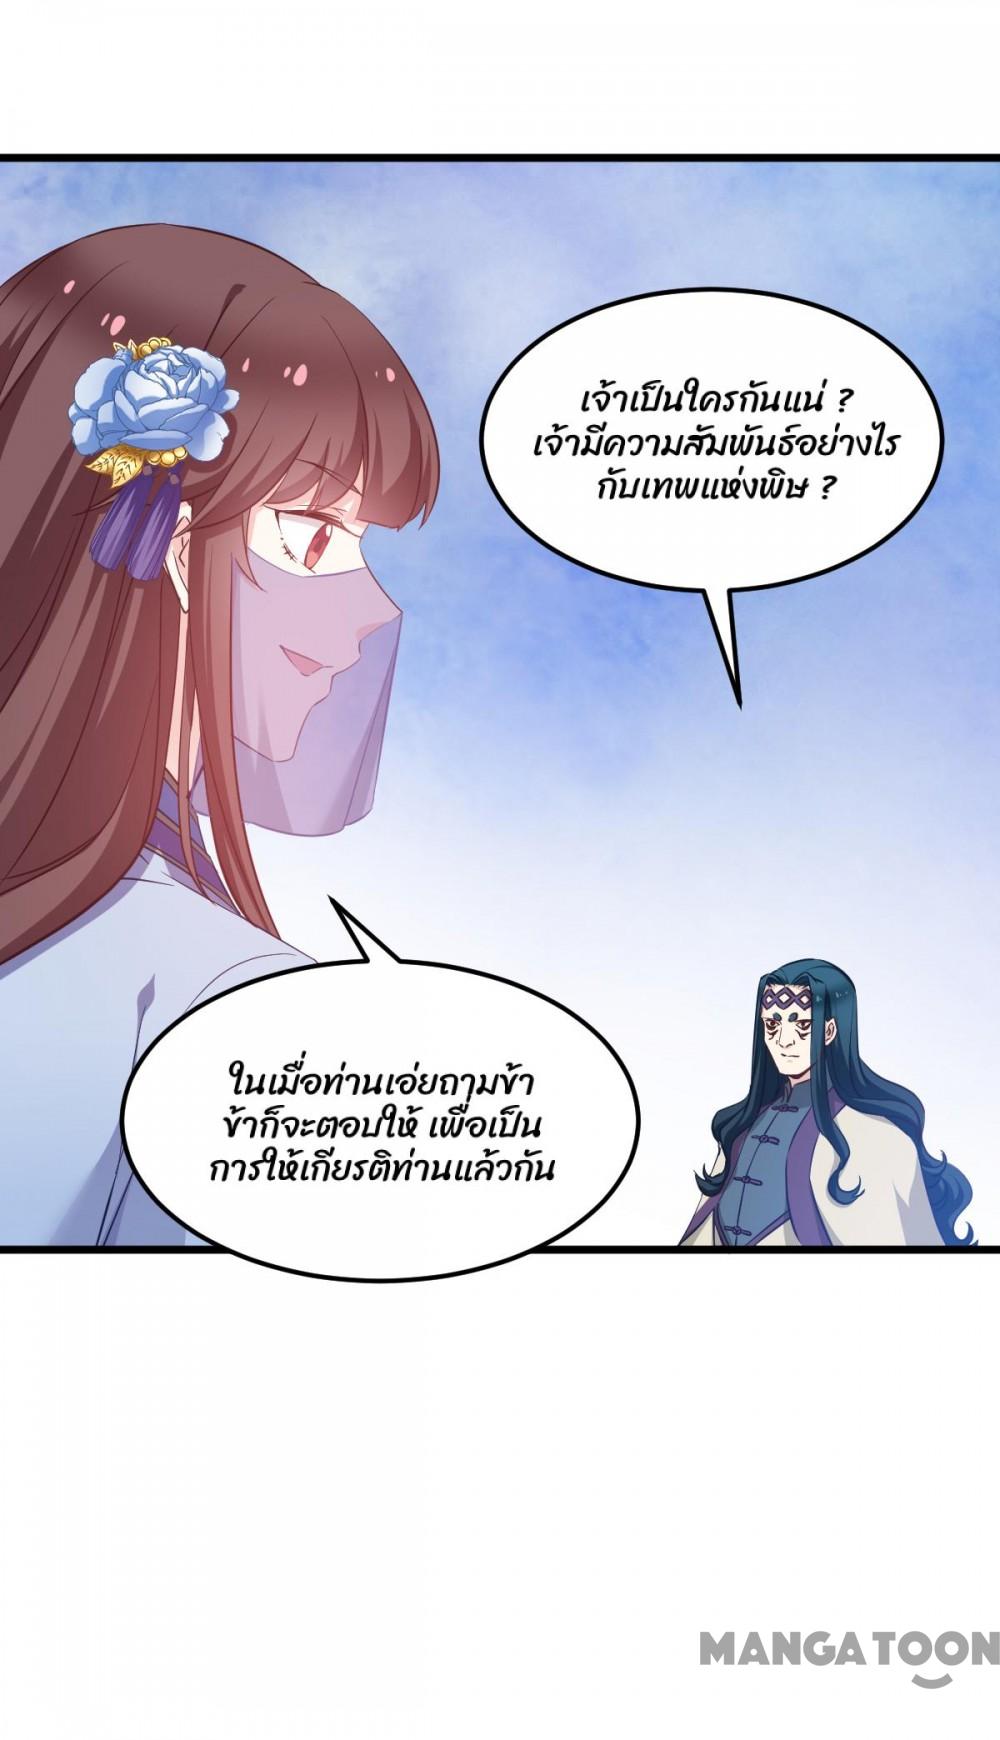 เจ้าเป็นใครกันแน่ ?
เจ้ามีความสัมพันธ์อย่างไร
กับเทพแห่งพิษ ?
ในเมื่อท่านเอ่ยถามข้า
ข้าก็จะตอบให้ เพื่อเป็น
การให้เกียรติท่านแล้วกัน
MANGATOON